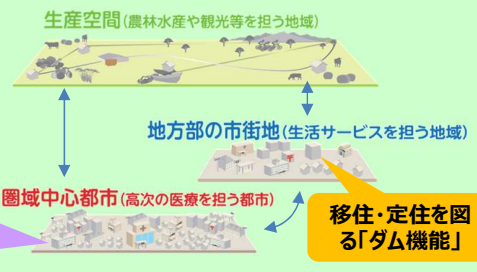 生産空間(農林水産や観光等を担う地域)
地方部の市街地(生活サービスを担う地域)
圏域中心都市(高次の医療を担う都市)
移住・定住を図
る「ダム機能」